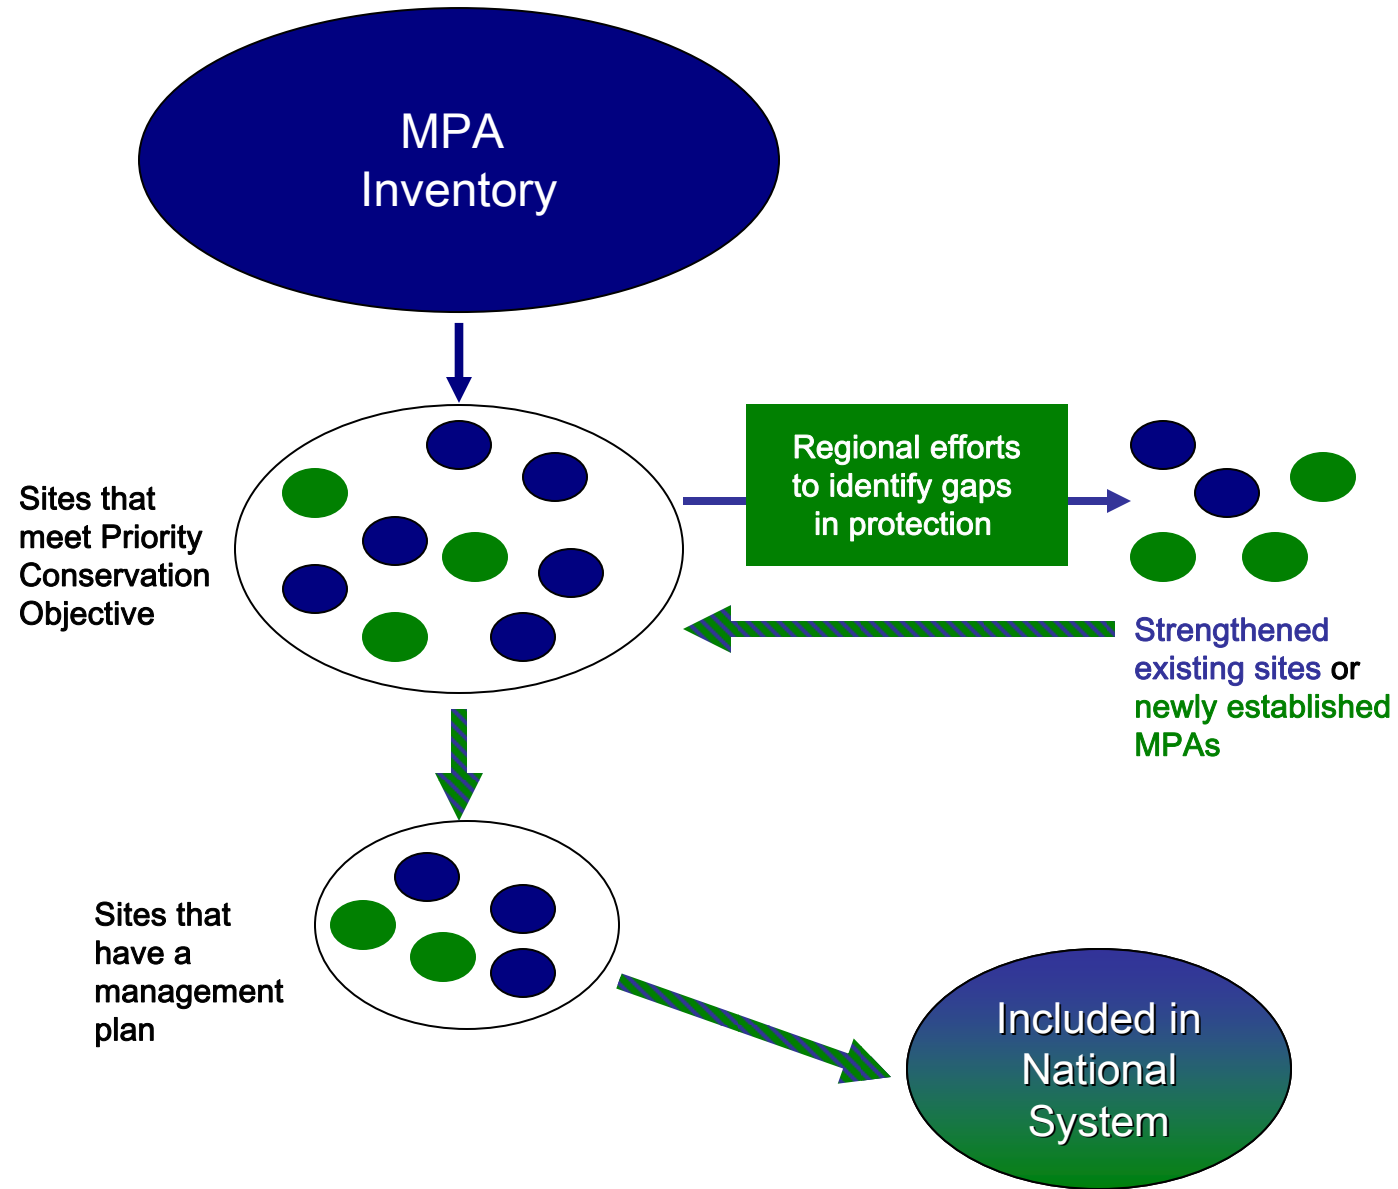 MPA
Inventory
Regional efforts
to identify gaps
in protection
Sites that
meet Priority
Conservation
Objective
Strengthened
existing sites or
newly established
MPAs
Sites that
have a
management
plan
Included in
National
System